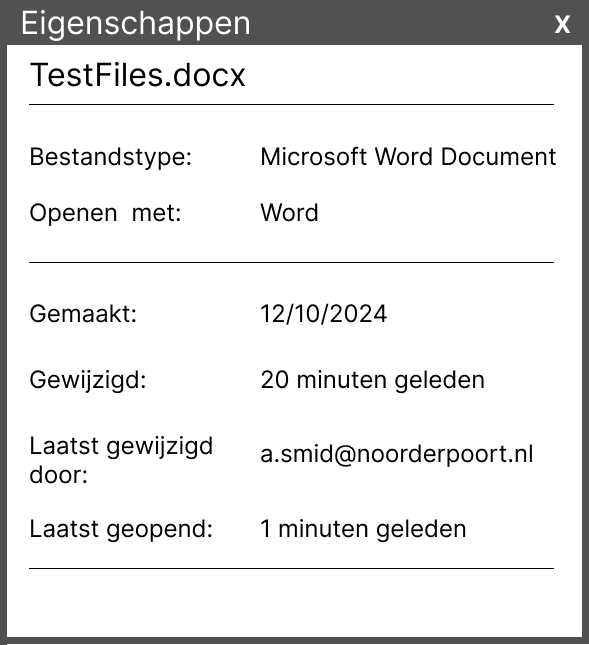 Eigenschappen X
TestFiles.docx
Bestandstype: Microsoft Word Document
Openen  met: Word
Gemaakt: 12/10/2024
Gewijzigd: 20 minuten geleden
Laatst gewijzigd
door: a.smid@noorderpoort.nl
Laatst geopend: 1 minuten geleden